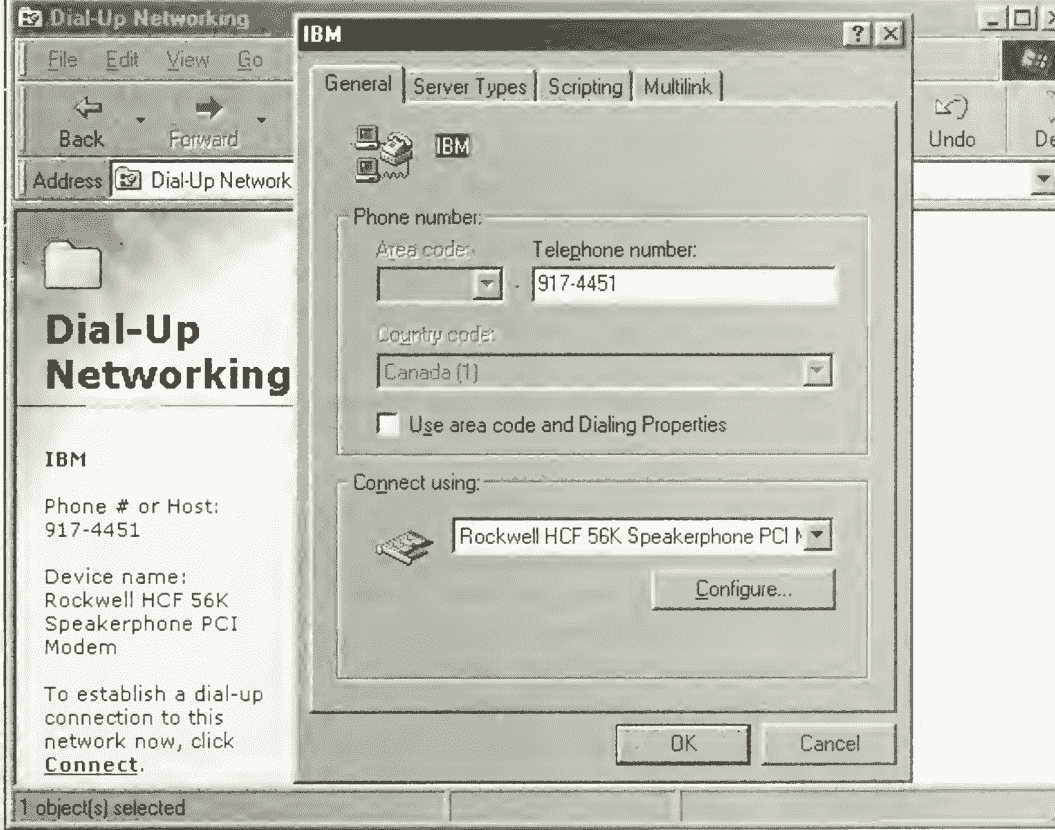 Dial-Up Networking
File Edit View Go
Back Forward
Undo De
Address Dial-Up Network
Dial-Up
Networking
IBM
Phone # or Host:
917-4451
Device name:
Rockwell HCF 56K
Speakerphone PCI
Modem
To establish a dial-up
connection to this
network now, click
Connect.
1 object(s) selected
IBM
General Server Types Scripting Multilink
IBM
Phone number:
Area code: Telephone number:
- 917-4451
Country code:
Canada (1)
Use area code and Dialing Properties
Connect using:
Rockwell HCF 56K Speakerphone PCI M
Configure...
OK Cancel